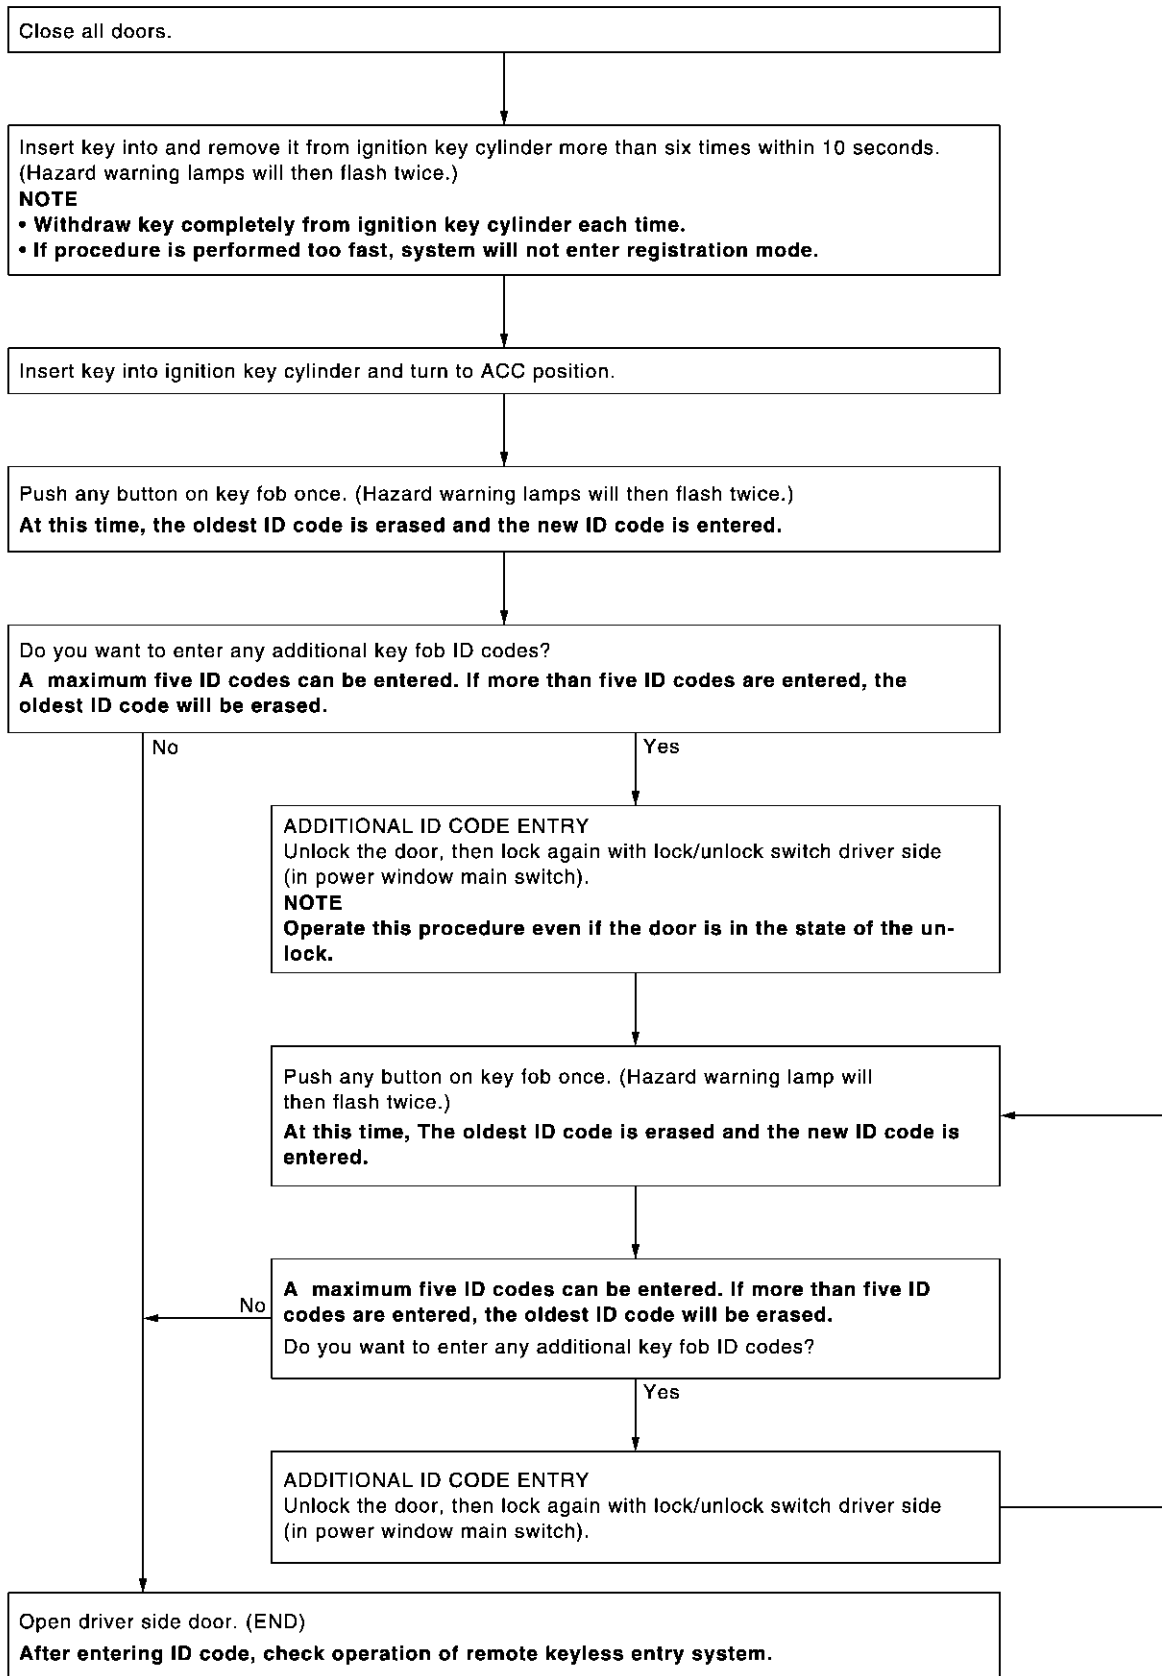 Close all doors.
Insert key into and remove it from ignition key cylinder more than six times within 10 seconds.
(Hazard warning lamps will then flash twice.)
NOTE
• Withdraw key completely from ignition key cylinder each time.
• If procedure is performed too fast, system will not enter registration mode.
Insert key into ignition key cylinder and turn to ACC position.
Push any button on key fob once. (Hazard warning lamps will then flash twice.)
At this time, the oldest ID code is erased and the new ID code is entered.
Do you want to enter any additional key fob ID codes?
A maximum five ID codes can be entered. If more than five ID codes are entered, the
oldest ID code will be erased.
No
Yes
ADDITIONAL ID CODE ENTRY
Unlock the door, then lock again with lock/unlock switch driver side
(in power window main switch).
NOTE
Operate this procedure even if the door is in the state of the un-
lock.
Push any button on key fob once. (Hazard warning lamp will
then flash twice.)
At this time, The oldest ID code is erased and the new ID code is
entered.
A maximum five ID codes can be entered. If more than five ID
codes are entered, the oldest ID code will be erased.
Do you want to enter any additional key fob ID codes?
No
Yes
ADDITIONAL ID CODE ENTRY
Unlock the door, then lock again with lock/unlock switch driver side
(in power window main switch).
Open driver side door. (END)
After entering ID code, check operation of remote keyless entry system.